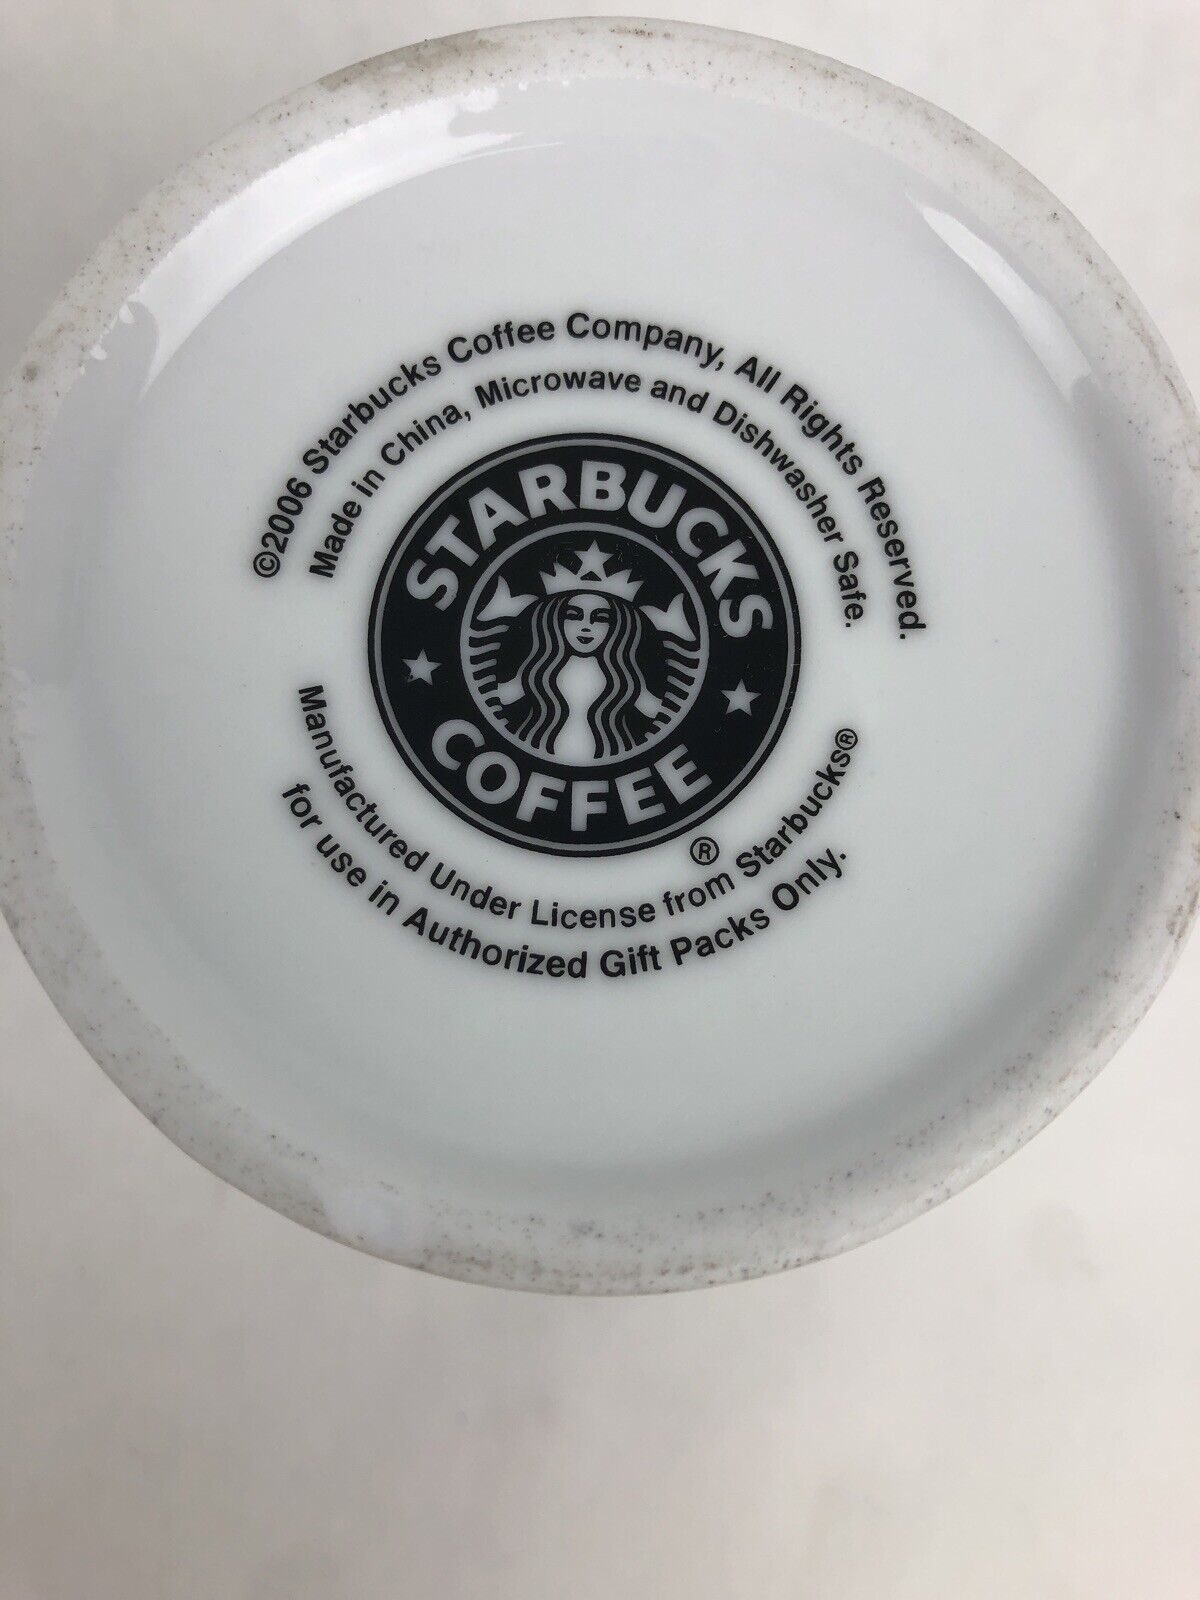 ©2006 Starbucks Coffee Company, All Rights Reserved.
Made in China, Microwave and Dishwasher Safe.
STARBUCKS
COFFEE
®
Manufactured Under License from Starbucks®
for use in Authorized Gift Packs Only.